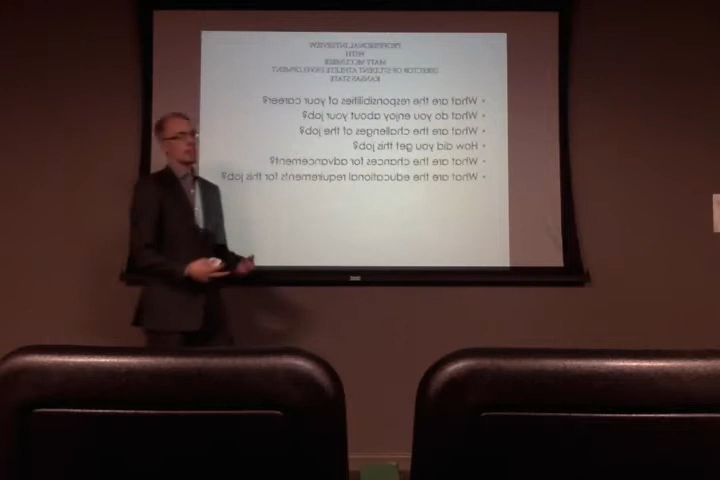 PROFESSIONAL INTERVIEW
WITH
MATT MCCUMBER
DIRECTOR OF STUDENT ATHLETE DEVELOPMENT
KANSAS STATE
• What are the responsibilities of your career?
• What do you enjoy about your job?
• What are the challenges of the job?
• How did you get this job?
• What are the chances for advancement?
• What are the educational requirements for this job?